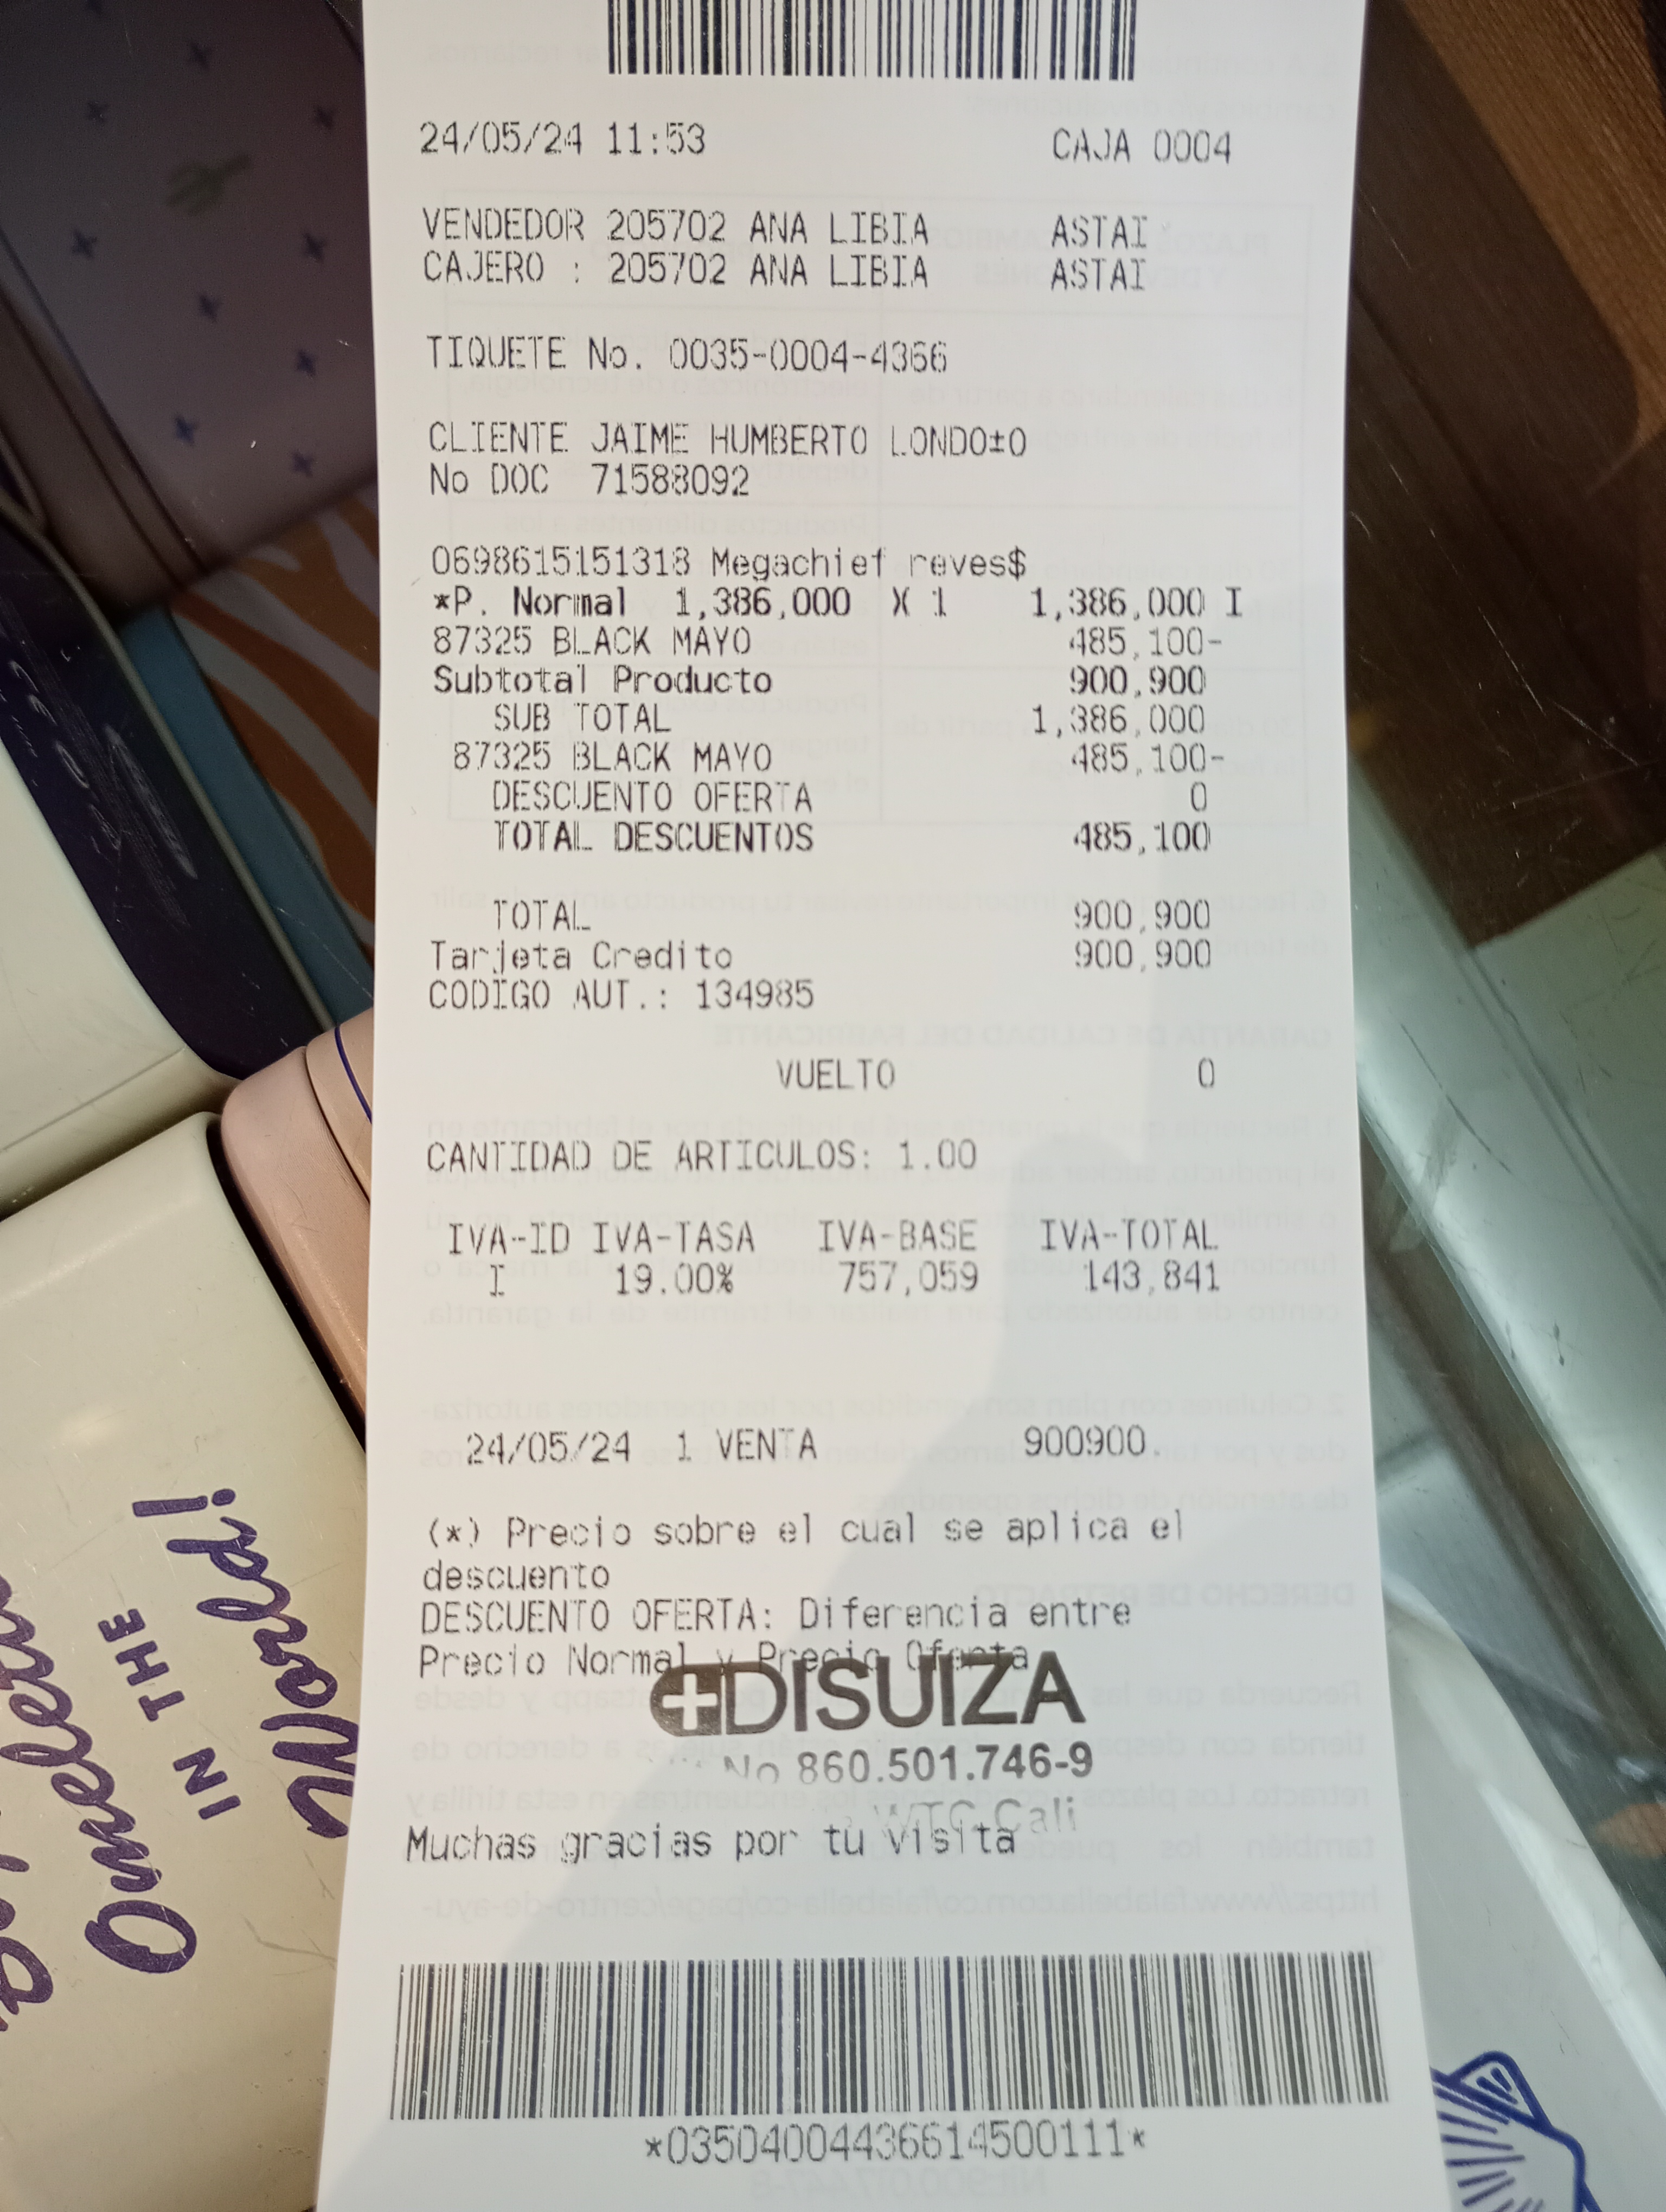 24/05/24 11:53 CAJA 0004
VENDEDOR 205702 ANA LIBIA ASTAI
CAJERO : 205702 ANA LIBIA ASTAI
TIQUETE No. 0035-0004-4366
CLIENTE JAIME HUMBERTO LONDO±O
No DOC 71588092
0698615151318 Megachief reves$
*P. Normal 1,386,000 X 1 1,386,000 I
87325 BLACK MAYO 485,100-
Subtotal Producto 900,900
SUB TOTAL 1,386,000
87325 BLACK MAYO 485,100-
DESCUENTO OFERTA 0
TOTAL DESCUENTOS 485,100
TOTAL 900,900
Tarjeta Credito 900,900
CODIGO AUT.: 134985
VUELTO 0
CANTIDAD DE ARTICULOS: 1.00
IVA-ID IVA-TASA IVA-BASE IVA-TOTAL
I 19.00% 757,059 143,841
24/05/24 1 VENTA 900900.
(*) Precio sobre el cual se aplica el
descuento
DESCUENTO OFERTA: Diferencia entre
Precio Normal y Precio Oferta
DISUIZA
No 860.501.746-9
WTC Cali
Muchas gracias por tu visita
*035040044366145001​11*
IN THE
World!